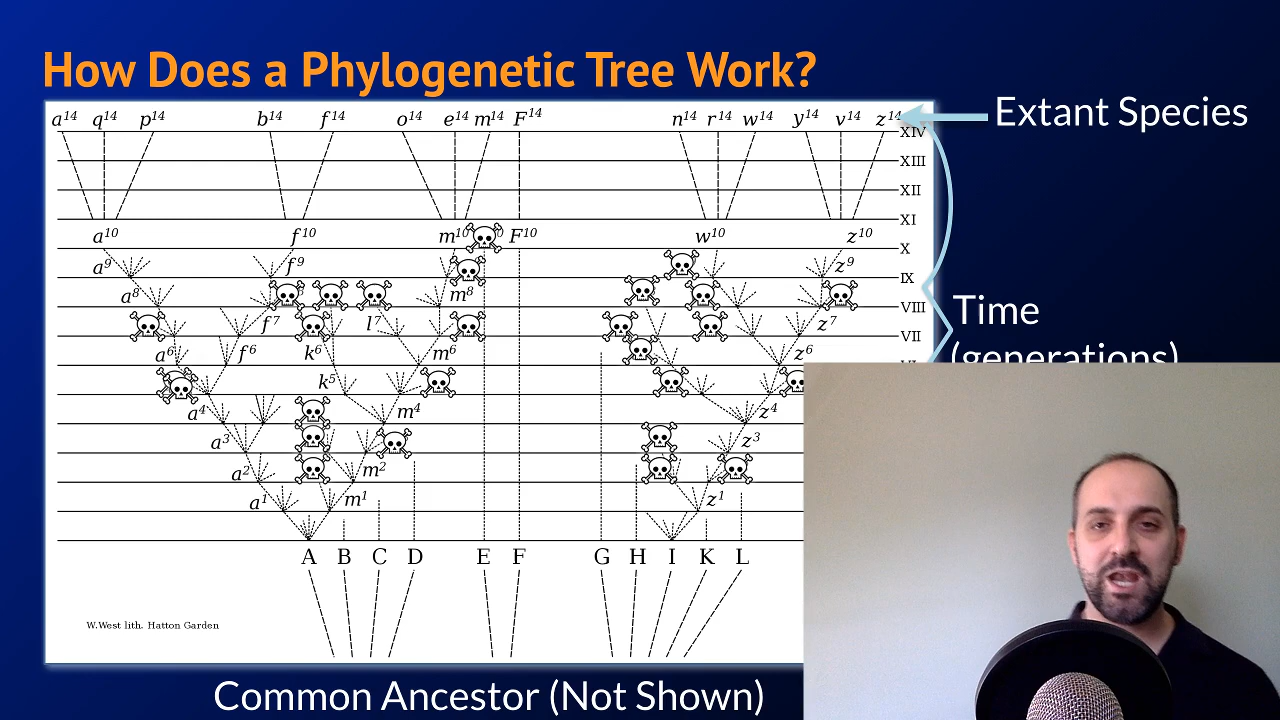 How Does a Phylogenetic Tree Work?
a14 q14 p14 b14 f14 o14 e14 m14 F14 n14 r14 w14 y14 v14 z14
Extant Species
XIV
XIII
XII
XI
a10 f10 m10 F10 w10 z10
X
a9 f9 z9
IX
a8 m8
VIII
f7 l7 z7
VII
a6 f6 k6 m6 z6
Time
(generations)
k5
a4 m4 z4
a3 z3
a2 m2
a1 m1 z1
A B C D E F G H I K L
W.West lith. Hatton Garden
Common Ancestor (Not Shown)